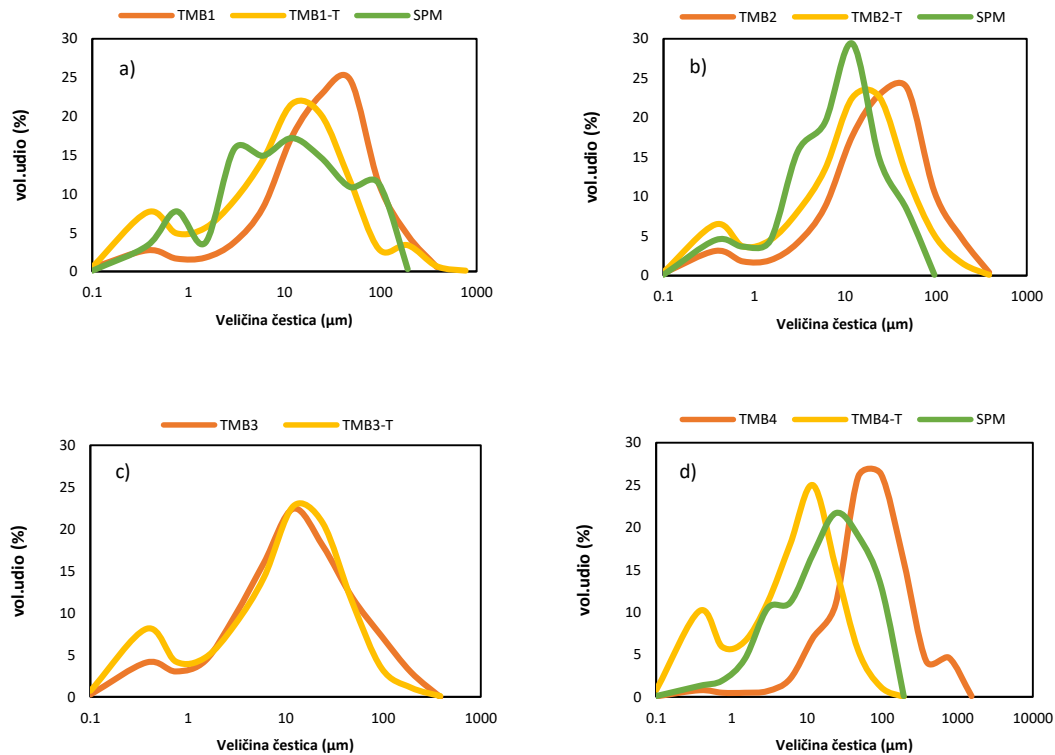 TMB1 TMB1-T SPM
a)
vol.udio (%)
30
25
20
15
10
5
0
0.1 1 10 100 1000
Veličina čestica (µm)
TMB2 TMB2-T SPM
b)
vol.udio (%)
30
25
20
15
10
5
0
0.1 1 10 100 1000
Veličina čestica (µm)
TMB3 TMB3-T
c)
vol.udio (%)
30
25
20
15
10
5
0
0.1 1 10 100 1000
Veličina čestica (µm)
TMB4 TMB4-T SPM
d)
vol.udio (%)
30
25
20
15
10
5
0
0.1 1 10 100 1000 10000
Veličina čestica (µm)